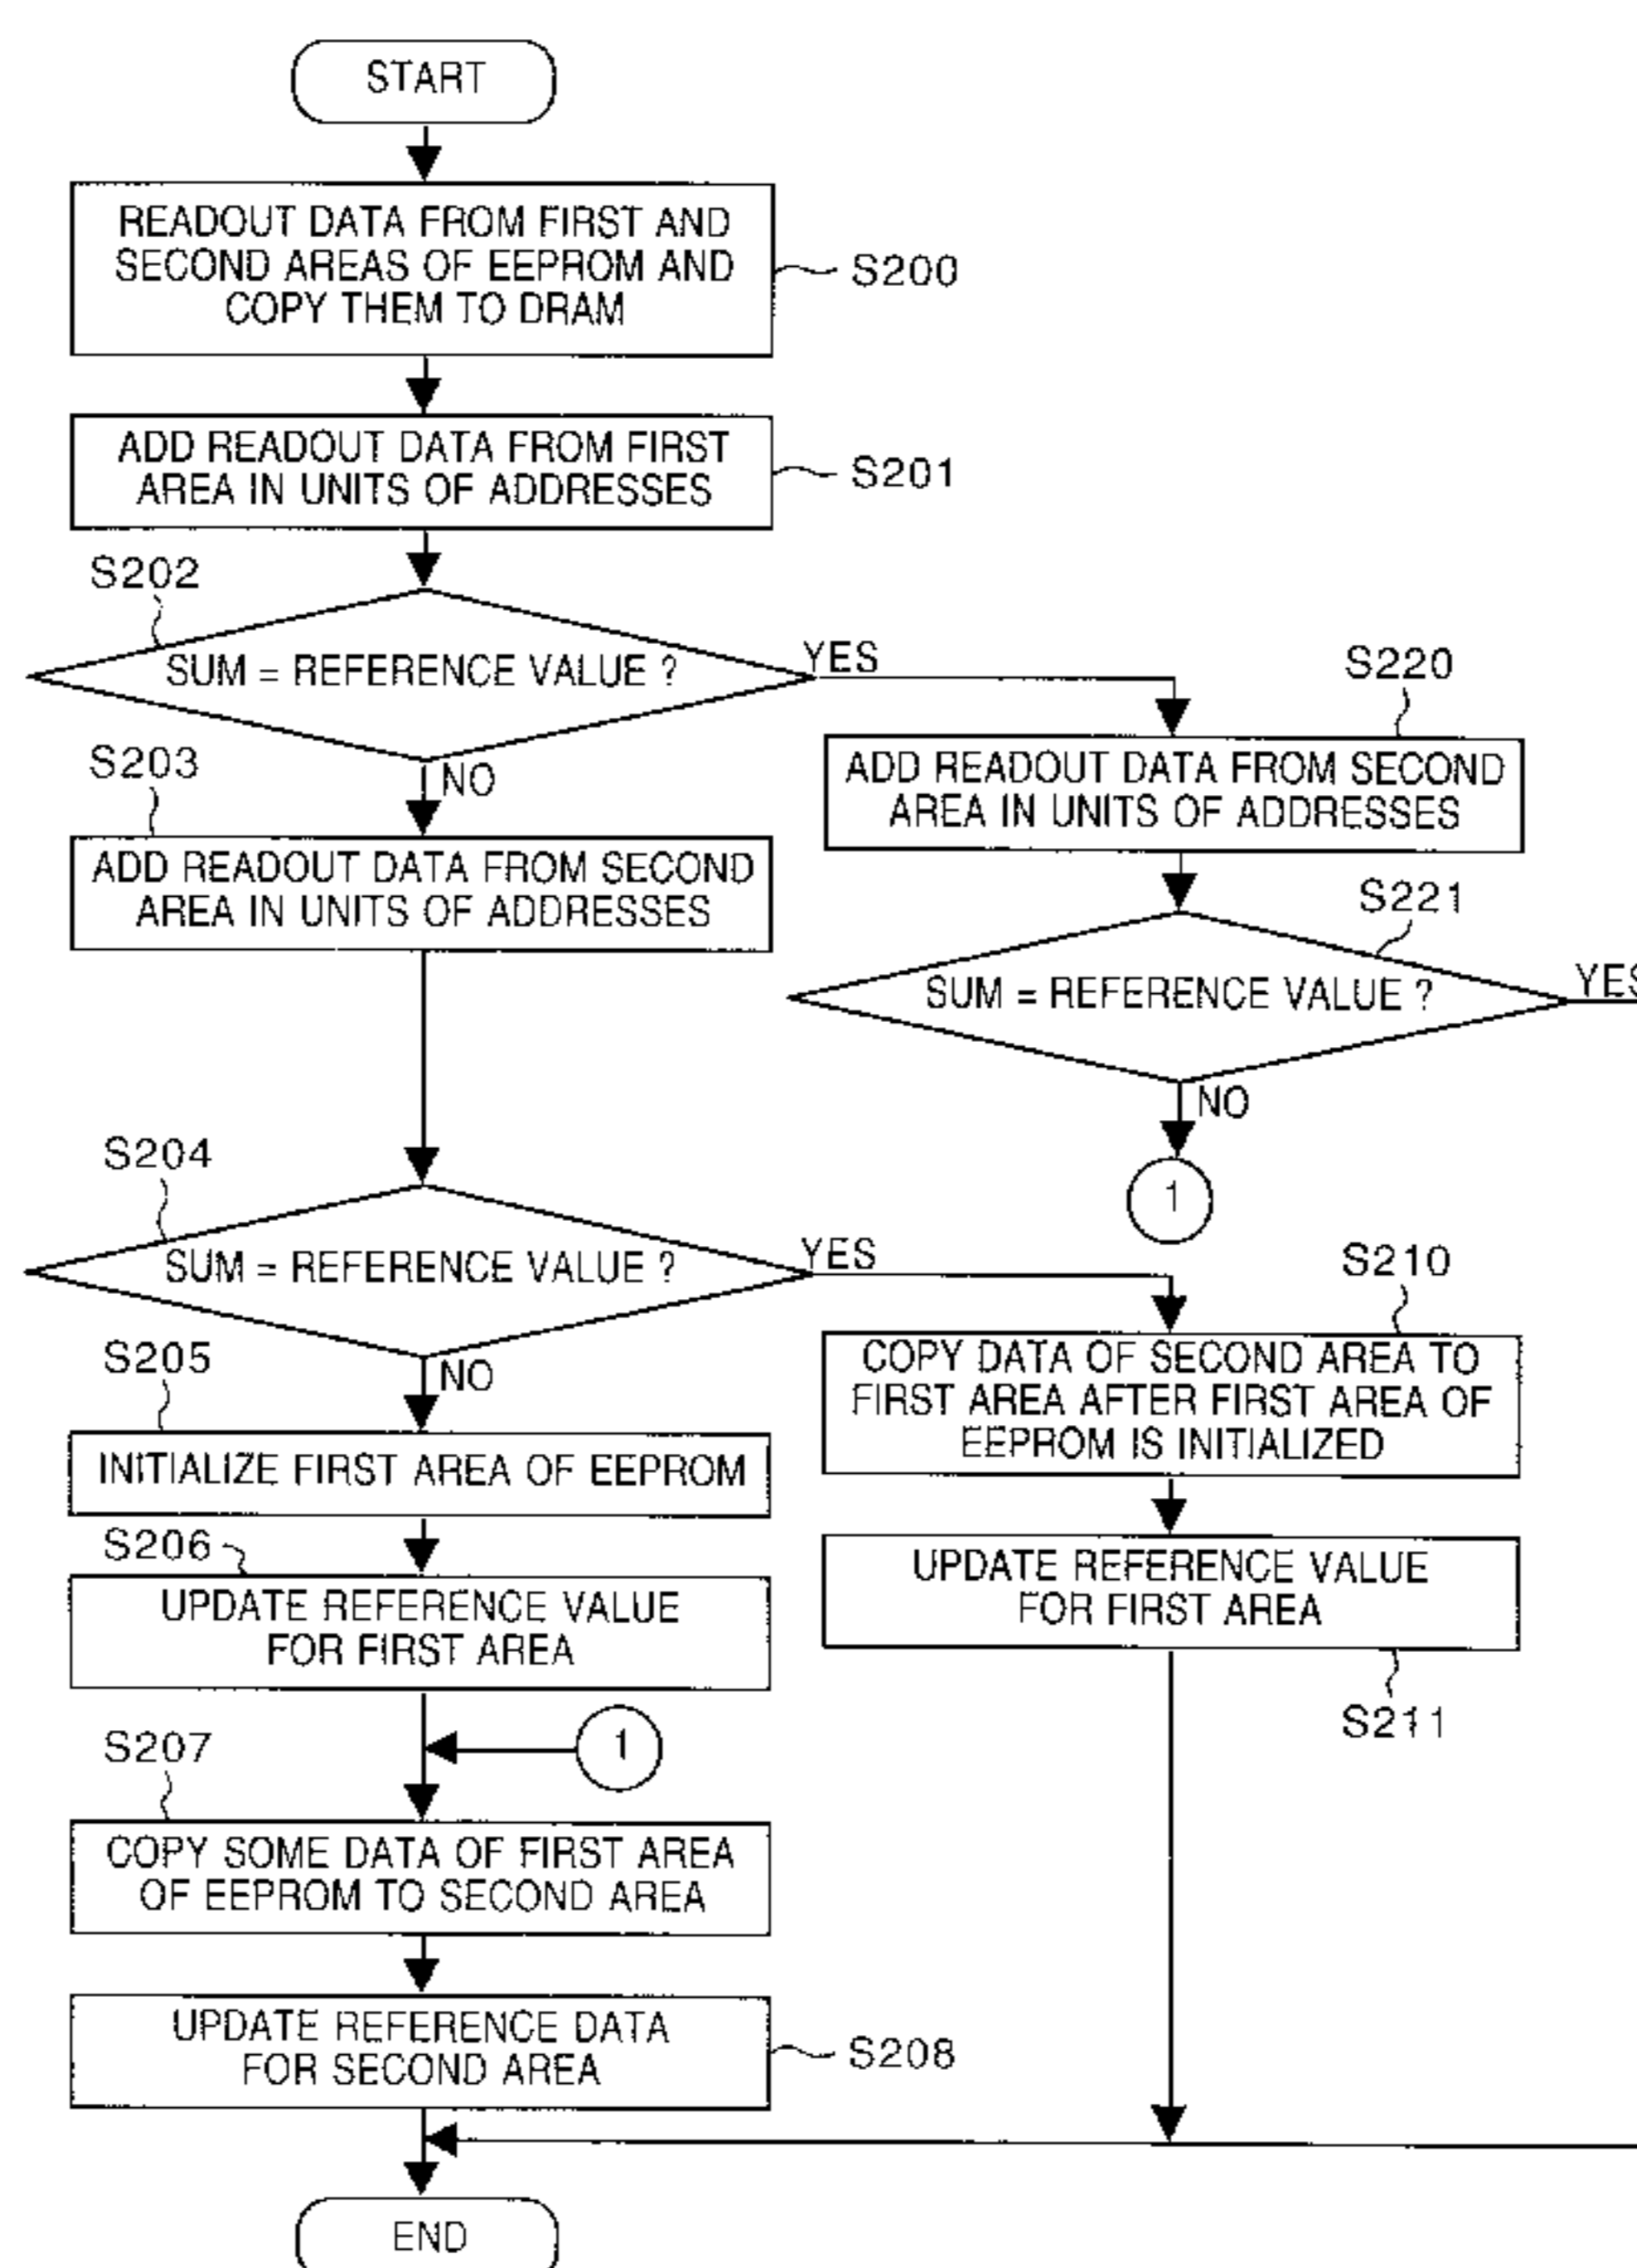 START
READOUT DATA FROM FIRST AND
SECOND AREAS OF EEPROM AND
COPY THEM TO DRAM
S200
ADD READOUT DATA FROM FIRST
AREA IN UNITS OF ADDRESSES
S201
S202
SUM = REFERENCE VALUE ?
YES
NO
S220
ADD READOUT DATA FROM SECOND
AREA IN UNITS OF ADDRESSES
S203
ADD READOUT DATA FROM SECOND
AREA IN UNITS OF ADDRESSES
S221
SUM = REFERENCE VALUE ?
YES
NO
1
S204
SUM = REFERENCE VALUE ?
YES
NO
S210
COPY DATA OF SECOND AREA TO
FIRST AREA AFTER FIRST AREA OF
EEPROM IS INITIALIZED
S205
INITIALIZE FIRST AREA OF EEPROM
S206
UPDATE REFERENCE VALUE
FOR FIRST AREA
UPDATE REFERENCE VALUE
FOR FIRST AREA
S211
1
S207
COPY SOME DATA OF FIRST AREA
OF EEPROM TO SECOND AREA
UPDATE REFERENCE DATA
FOR SECOND AREA
S208
END